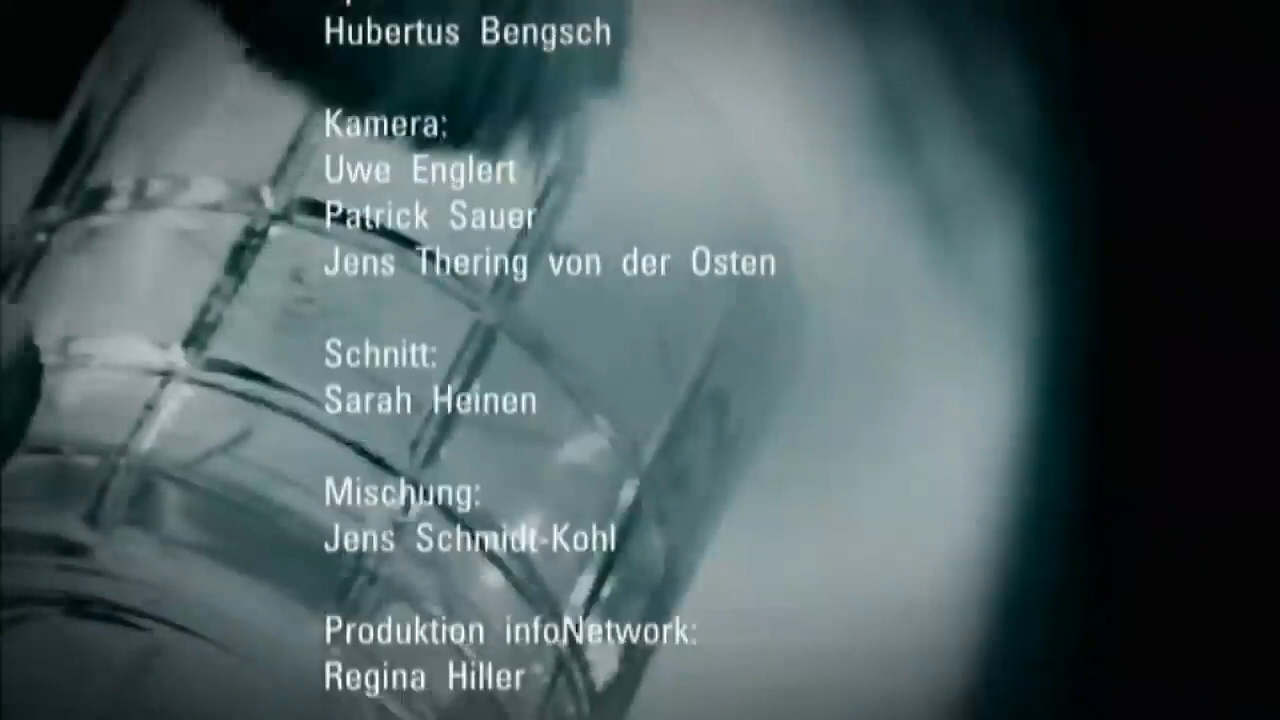 Hubertus Bengsch
Kamera:
Uwe Englert
Patrick Sauer
Jens Thering von der Osten
Schnitt:
Sarah Heinen
Mischung:
Jens Schmidt-Kohl
Produktion infoNetwork:
Regina Hiller